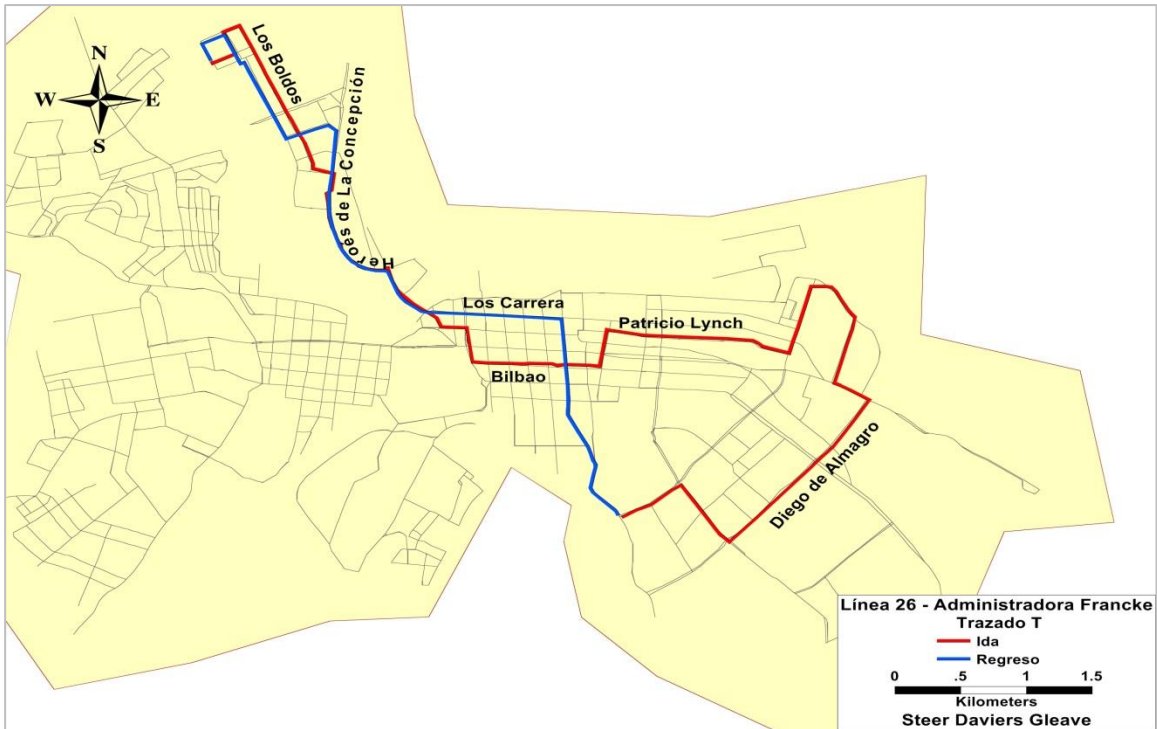 N
W E
S
Los Boldos
Heroes de La Concepción
Los Carrera
Patricio Lynch
Bilbao
Diego de Almagro
Línea 26 - Administradora Francke
Trazado T
Ida
Regreso
0 .5 1 1.5
Kilometers
Steer Daviers Gleave